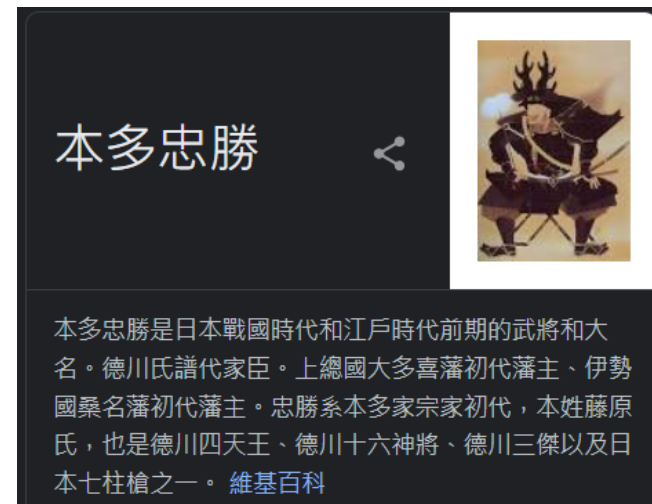 本多忠勝
本多忠勝是日本戰國時代和江戶時代前期的武將和大
名。德川氏譜代家臣。上總國大多喜藩初代藩主、伊勢
國桑名藩初代藩主。忠勝系本多家宗家初代，本姓藤原
氏，也是德川四天王、德川十六神將、德川三傑以及日
本七柱槍之一。 維基百科